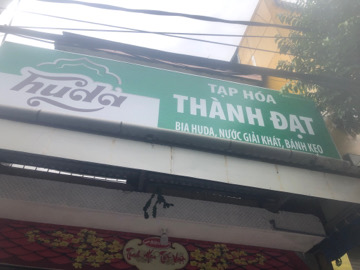 huda
TẠP HÓA
THÀNH ĐẠT
BIA HUDA, NƯỚC GIẢI KHÁT, BÁNH KẸO